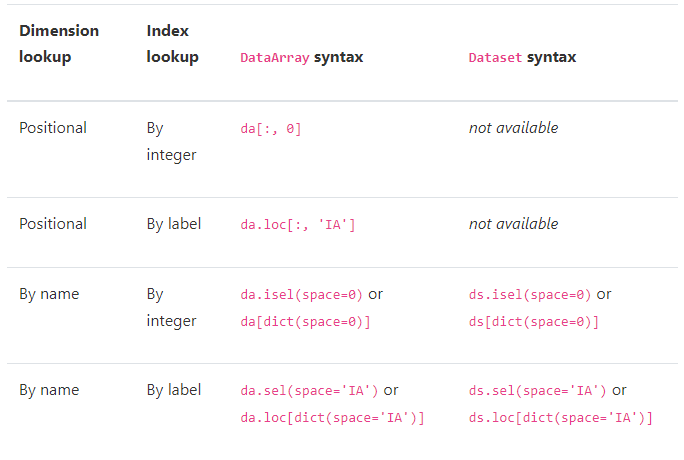 Dimension lookup Index lookup DataArray syntax Dataset syntax
Positional By integer da[:, 0] not available
Positional By label da.loc[:, 'IA'] not available
By name By integer da.isel(space=0) or da[dict(space=0)] ds.isel(space=0) or ds[dict(space=0)]
By name By label da.sel(space='IA') or da.loc[dict(space='IA')] ds.sel(space='IA') or ds.loc[dict(space='IA')]